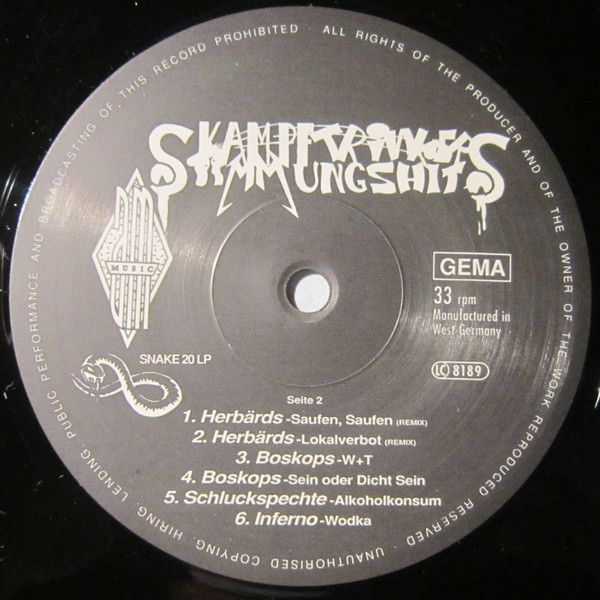 KAMPFTRINKER
STIMMUNGSHITS
MUSIC
GEMA
33 rpm
Manufactured in
West-Germany
LC 8189
SNAKE 20 LP
Seite 2
1. Herbärds -Saufen, Saufen (REMIX)
2. Herbärds -Lokalverbot (REMIX)
3. Boskops -W+T
4. Boskops -Sein oder Dicht Sein
5. Schluckspechte -Alkoholkonsum
6. Inferno -Wodka
ALL RIGHTS OF THE PRODUCER AND OF THE OWNER OF THE WORK REPRODUCED RESERVED · UNAUTHORISED COPYING, HIRING, LENDING, PUBLIC PERFORMANCE AND BROADCASTING OF THIS RECORD PROHIBITED ·